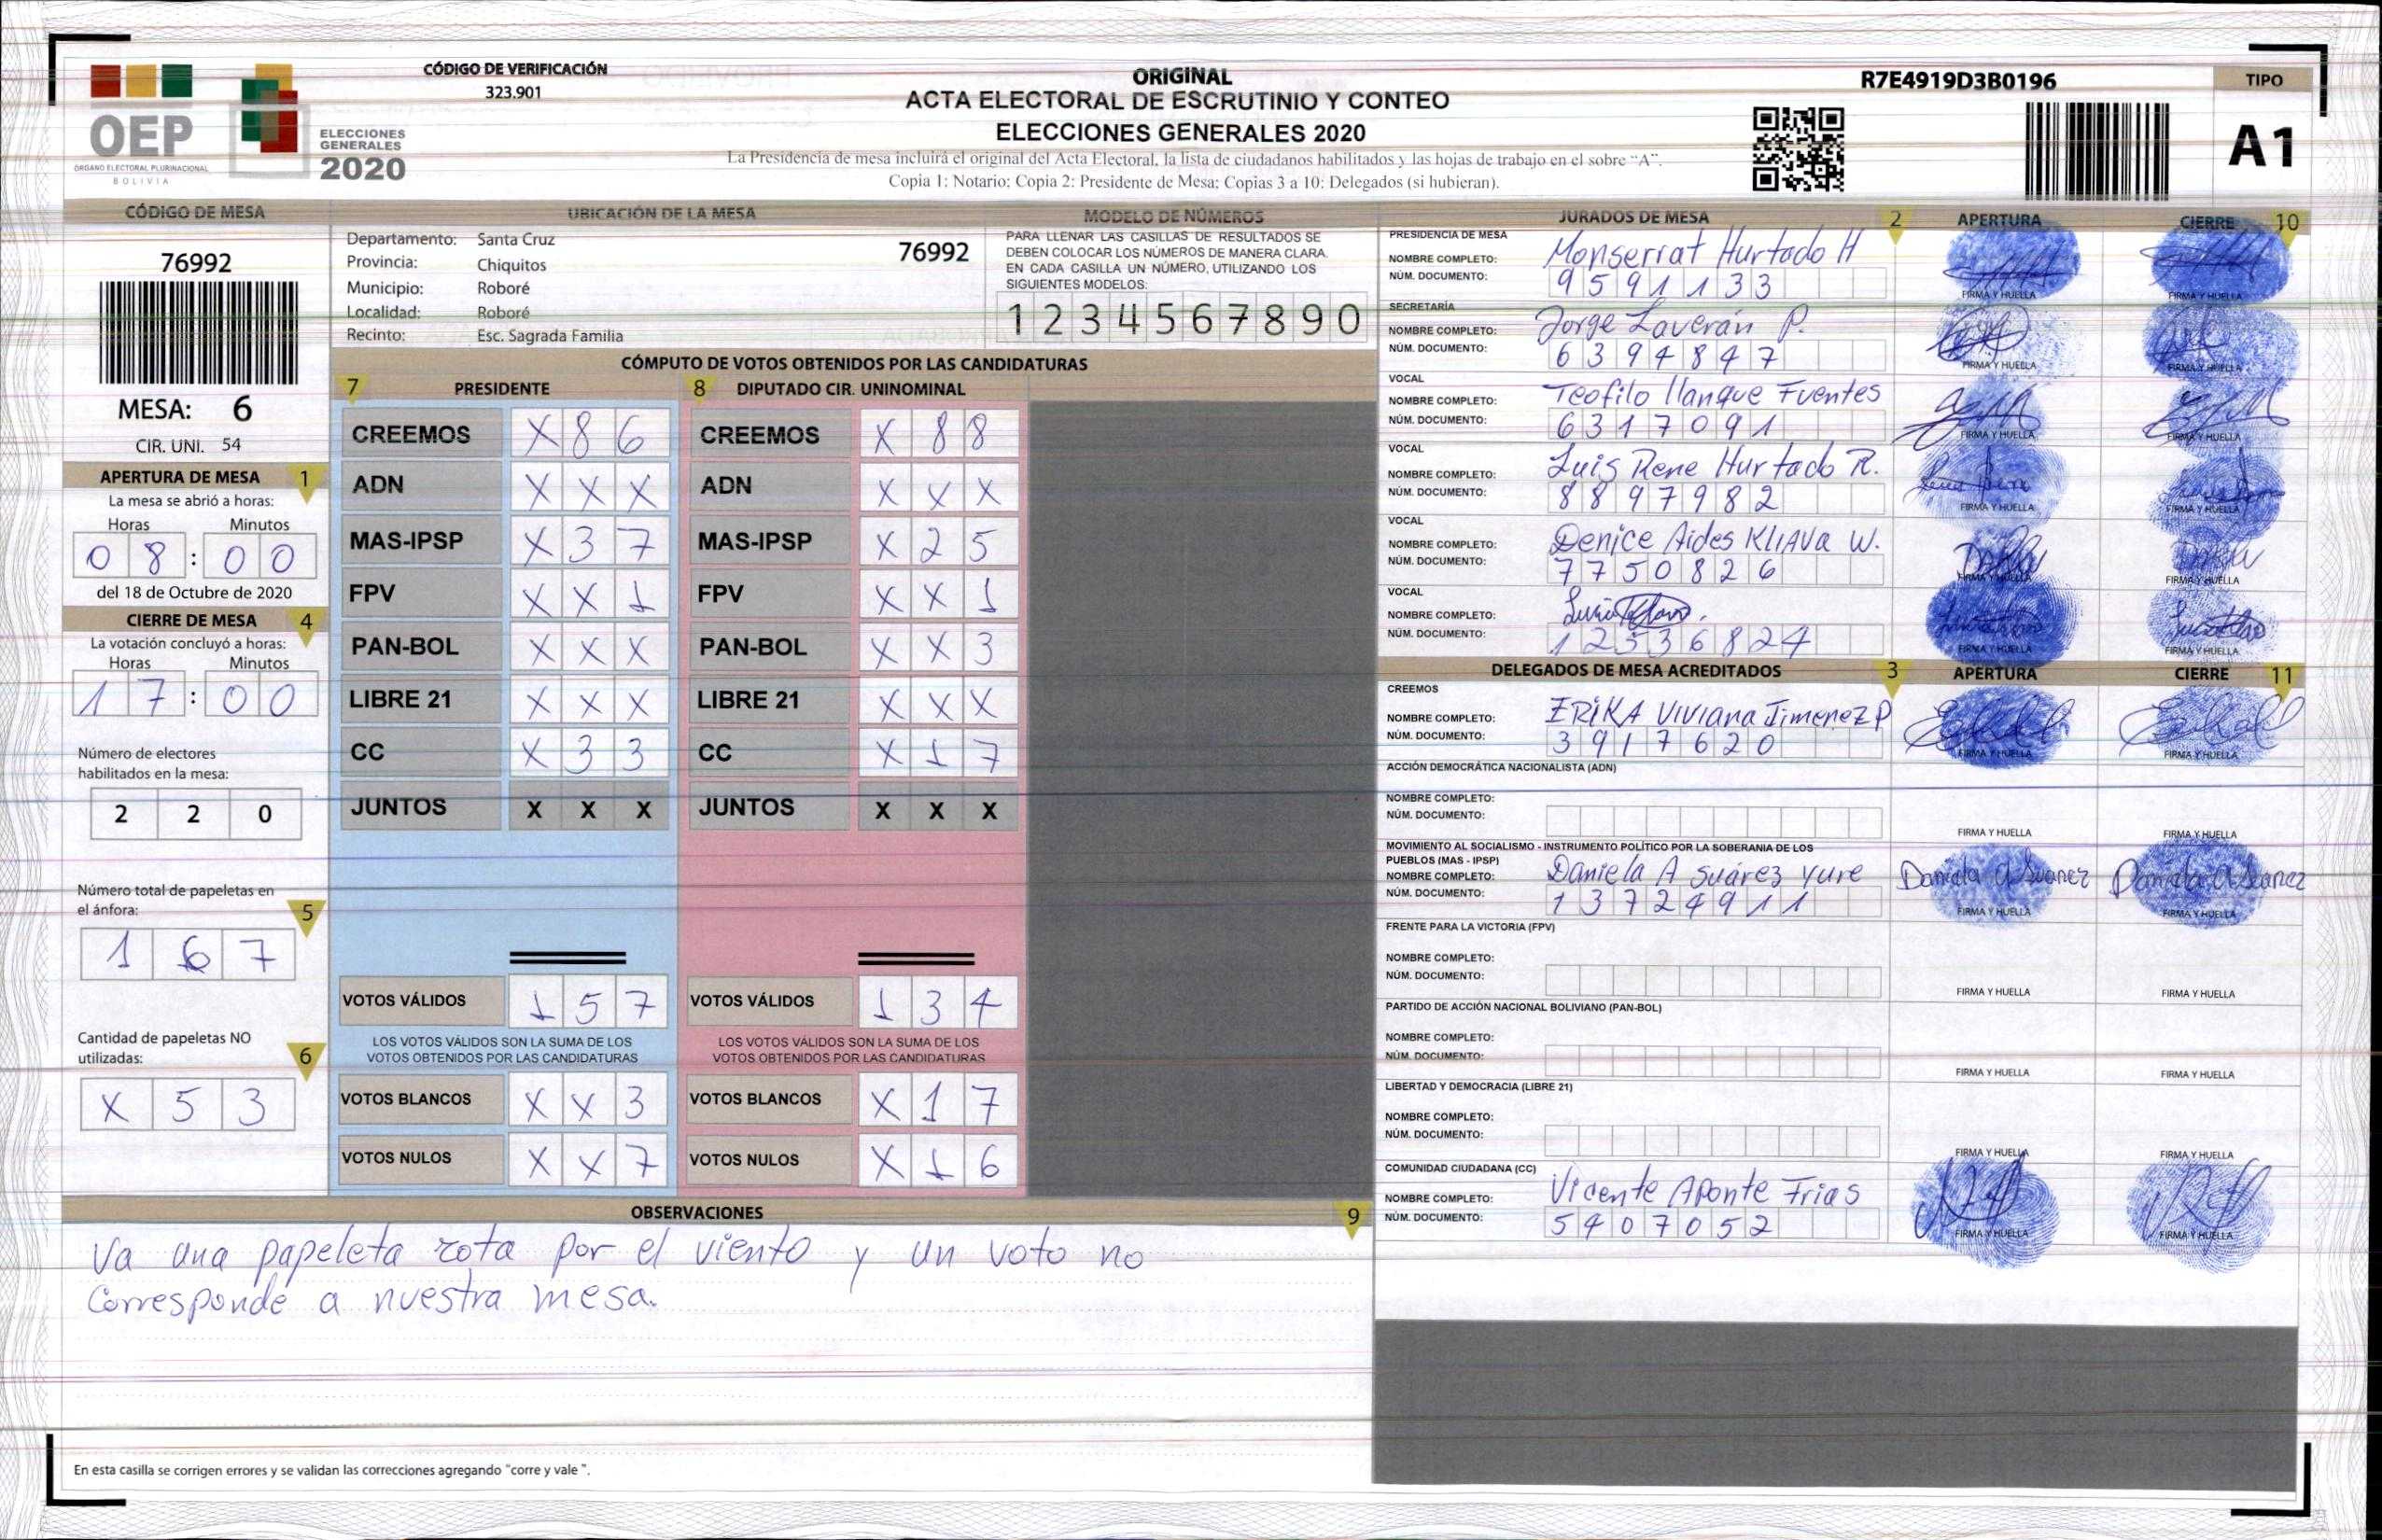 CÓDIGO DE VERIFICACIÓN
323.901
OEP
ÓRGANO ELECTORAL PLURINACIONAL
BOLIVIA
ELECCIONES
GENERALES
2020
ORIGINAL
ACTA ELECTORAL DE ESCRUTINIO Y CONTEO
ELECCIONES GENERALES 2020
La Presidencia de mesa incluirá el original del Acta Electoral, la lista de ciudadanos habilitados y las hojas de trabajo en el sobre "A".
Copia 1: Notario; Copia 2: Presidente de Mesa; Copias 3 a 10: Delegados (si hubieran).
R7E4919D3B0196
TIPO
A1
CÓDIGO DE MESA
76992
MESA: 6
CIR. UNI. 54
APERTURA DE MESA 1
La mesa se abrió a horas:
Horas Minutos
08:00
del 18 de Octubre de 2020
CIERRE DE MESA 4
La votación concluyó a horas:
Horas Minutos
17:00
Número de electores
habilitados en la mesa:
2 2 0
Número total de papeletas en
el ánfora: 5
1 6 7
Cantidad de papeletas NO
utilizadas: 6
X 5 3
UBICACIÓN DE LA MESA
Departamento: Santa Cruz 76992
Provincia: Chiquitos
Municipio: Roboré
Localidad: Roboré
Recinto: Esc. Sagrada Familia
MODELO DE NÚMEROS
PARA LLENAR LAS CASILLAS DE RESULTADOS SE
DEBEN COLOCAR LOS NÚMEROS DE MANERA CLARA.
EN CADA CASILLA UN NÚMERO, UTILIZANDO LOS
SIGUIENTES MODELOS:
1 2 3 4 5 6 7 8 9 0
CÓMPUTO DE VOTOS OBTENIDOS POR LAS CANDIDATURAS
7 PRESIDENTE 8 DIPUTADO CIR. UNINOMINAL
CREEMOS X 8 6 CREEMOS X 8 8
ADN X X X ADN X X X
MAS-IPSP X 3 7 MAS-IPSP X 2 5
FPV X X 1 FPV X X 1
PAN-BOL X X X PAN-BOL X X 3
LIBRE 21 X X X LIBRE 21 X X X
CC X 3 3 CC X 1 7
JUNTOS X X X JUNTOS X X X
VOTOS VÁLIDOS 1 5 7 VOTOS VÁLIDOS 1 3 4
LOS VOTOS VÁLIDOS SON LA SUMA DE LOS LOS VOTOS VÁLIDOS SON LA SUMA DE LOS
VOTOS OBTENIDOS POR LAS CANDIDATURAS VOTOS OBTENIDOS POR LAS CANDIDATURAS
VOTOS BLANCOS X X 3 VOTOS BLANCOS X 1 7
VOTOS NULOS X X 7 VOTOS NULOS X 1 6
OBSERVACIONES 9
Va una papeleta rota por el viento y un voto no
Corresponde a nuestra mesa.
En esta casilla se corrigen errores y se validan las correcciones agregando "corre y vale ".
JURADOS DE MESA 2 APERTURA CIERRE 10
PRESIDENCIA DE MESA
NOMBRE COMPLETO: Monserrat Hurtado H
NÚM. DOCUMENTO: 9591133
FIRMA Y HUELLA FIRMA Y HUELLA
SECRETARÍA
NOMBRE COMPLETO: Jorge Laverán P.
NÚM. DOCUMENTO: 6394847
FIRMA Y HUELLA FIRMA Y HUELLA
VOCAL
NOMBRE COMPLETO: Teofilo Llanque Fuentes
NÚM. DOCUMENTO: 6317091
FIRMA Y HUELLA FIRMA Y HUELLA
VOCAL
NOMBRE COMPLETO: Luis Rene Hurtado R.
NÚM. DOCUMENTO: 8897982
FIRMA Y HUELLA FIRMA Y HUELLA
VOCAL
NOMBRE COMPLETO: Denice Aides Kliava W.
NÚM. DOCUMENTO: 7750826
FIRMA Y HUELLA FIRMA Y HUELLA
VOCAL
NOMBRE COMPLETO:
NÚM. DOCUMENTO: 12536824
FIRMA Y HUELLA FIRMA Y HUELLA
DELEGADOS DE MESA ACREDITADOS 3 APERTURA CIERRE 11
CREEMOS
NOMBRE COMPLETO: ERIKA Viviana Jimenez P
NÚM. DOCUMENTO: 3917620
FIRMA Y HUELLA FIRMA Y HUELLA
ACCIÓN DEMOCRÁTICA NACIONALISTA (ADN)
NOMBRE COMPLETO:
NÚM. DOCUMENTO:
FIRMA Y HUELLA FIRMA Y HUELLA
MOVIMIENTO AL SOCIALISMO - INSTRUMENTO POLÍTICO POR LA SOBERANIA DE LOS
PUEBLOS (MAS - IPSP)
NOMBRE COMPLETO: Daniela A Suárez Yure Daniela A Suarez Daniela A Suarez
NÚM. DOCUMENTO: 13724911
FIRMA Y HUELLA FIRMA Y HUELLA
FRENTE PARA LA VICTORIA (FPV)
NOMBRE COMPLETO:
NÚM. DOCUMENTO:
FIRMA Y HUELLA FIRMA Y HUELLA
PARTIDO DE ACCIÓN NACIONAL BOLIVIANO (PAN-BOL)
NOMBRE COMPLETO:
NÚM. DOCUMENTO:
FIRMA Y HUELLA FIRMA Y HUELLA
LIBERTAD Y DEMOCRACIA (LIBRE 21)
NOMBRE COMPLETO:
NÚM. DOCUMENTO:
FIRMA Y HUELLA FIRMA Y HUELLA
COMUNIDAD CIUDADANA (CC)
NOMBRE COMPLETO: Vicente Aponte Frias
NÚM. DOCUMENTO: 5407052
FIRMA Y HUELLA FIRMA Y HUELLA